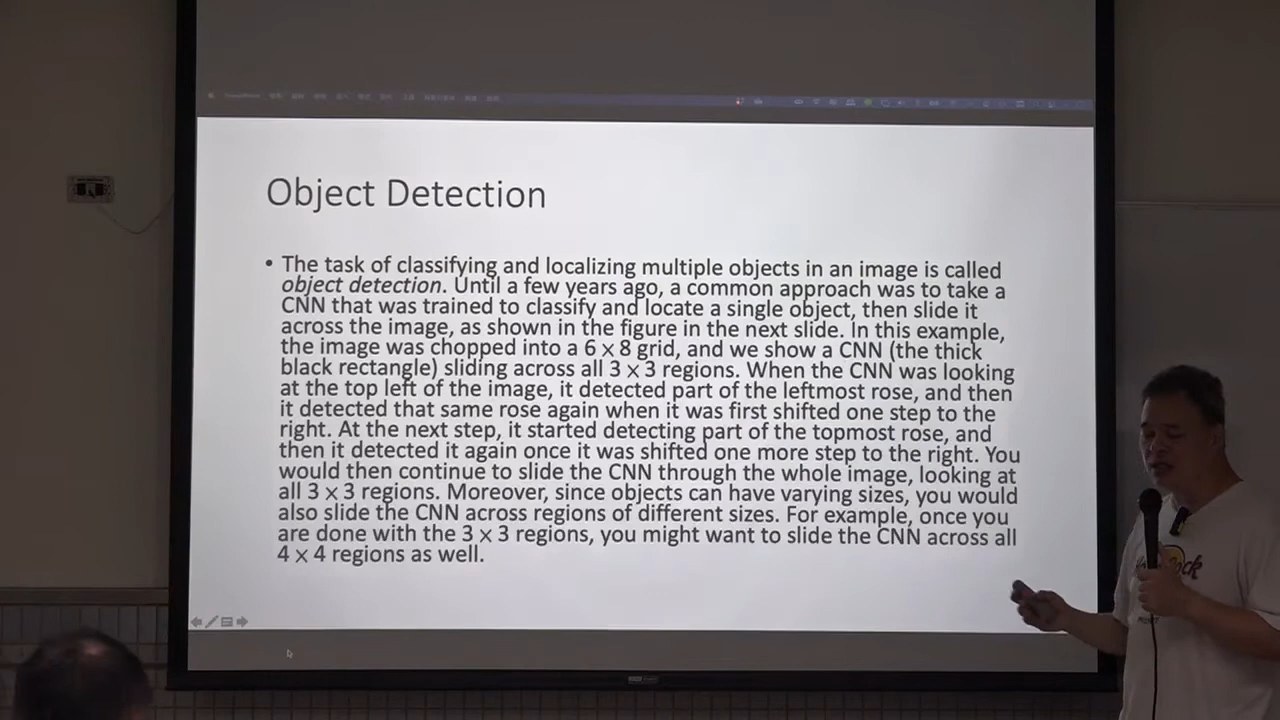 Object Detection
• The task of classifying and localizing multiple objects in an image is called
object detection. Until a few years ago, a common approach was to take a
CNN that was trained to classify and locate a single object, then slide it
across the image, as shown in the figure in the next slide. In this example,
the image was chopped into a 6 × 8 grid, and we show a CNN (the thick
black rectangle) sliding across all 3 × 3 regions. When the CNN was looking
at the top left of the image, it detected part of the leftmost rose, and then
it detected that same rose again when it was first shifted one step to the
right. At the next step, it started detecting part of the topmost rose, and
then it detected it again once it was shifted one more step to the right. You
would then continue to slide the CNN through the whole image, looking at
all 3 × 3 regions. Moreover, since objects can have varying sizes, you would
also slide the CNN across regions of different sizes. For example, once you
are done with the 3 × 3 regions, you might want to slide the CNN across all
4 × 4 regions as well.